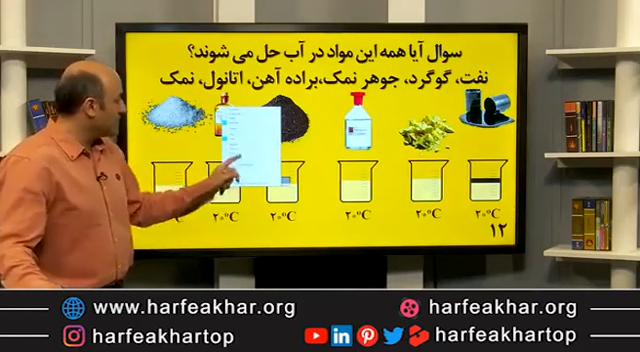 سوال آیا همه این مواد در آب حل می شوند؟
نفت، گوگرد، جوهر نمک،براده آهن، اتانول، نمک
۲۰°C ۲۰°C ۲۰°C ۲۰°C ۲۰°C
۱۲
www.harfeakhar.org
harfeakhar.org
harfeakhartop
harfeakhartop